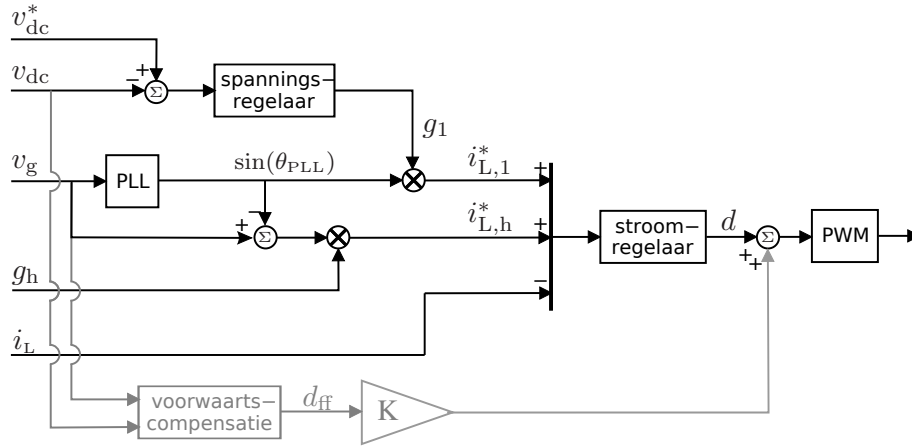 v*dc
vdc
+
−
Σ
spannings−
regelaar
g1
vg
PLL
sin(θPLL)
i*L,1
+
−
+
Σ
i*L,h
+
stroom−
regelaar
d
Σ
+
+
PWM
gh
−
iL
voorwaarts−
compensatie
dff
K